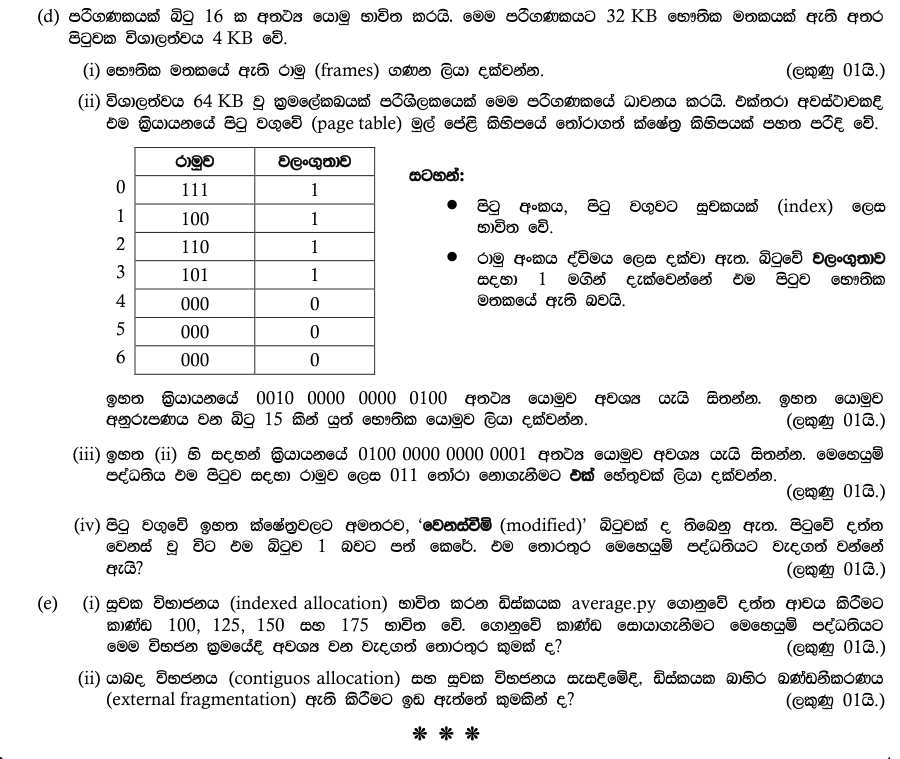 (d) පරිගණකයක් බිටු 16 ක අතථ්‍ය යොමු භාවිත කරයි. මෙම පරිගණකයට 32 KB භෞතික මතකයක් ඇති අතර
පිටුවක විශාලත්වය 4 KB වේ.
(i) භෞතික මතකයේ ඇති රාමු (frames) ගණන ලියා දක්වන්න. (ලකුණු 01යි.)
(ii) විශාලත්වය 64 KB වූ ක්‍රමලේකඛයක් පරිශීලකයෙක් මෙම පරිගණකයේ ධාවනය කරයි. එක්තරා අවස්ථාවකදී
එම ක්‍රියායනයේ පිටු වගුවේ (page table) මුල් පේළි කිහිපයේ තෝරාගත් ක්ෂේත්‍ර කිහිපයක් පහත පරිදි වේ.
රාමුව වලංගුතාව
0 111 1
1 100 1
2 110 1
3 101 1
4 000 0
5 000 0
6 000 0
සටහන්:
● පිටු අංකය, පිටු වගුවට සූචකයක් (index) ලෙස
භාවිත වේ.
● රාමු අංකය ද්විමය ලෙස දක්වා ඇත. බිටුවේ වලංගුතාව
සඳහා 1 මගින් දැක්වෙන්නේ එම පිටුව භෞතික
මතකයේ ඇති බවයි.
ඉහත ක්‍රියායනයේ 0010 0000 0000 0100 අතථ්‍ය යොමුව අවශ්‍ය යැයි සිතන්න. ඉහත යොමුව
අනුරූපණය වන බිටු 15 කින් යුත් භෞතික යොමුව ලියා දක්වන්න. (ලකුණු 01යි.)
(iii) ඉහත (ii) හි සඳහන් ක්‍රියායනයේ 0100 0000 0000 0001 අතථ්‍ය යොමුව අවශ්‍ය යැයි සිතන්න. මෙහෙයුම්
පද්ධතිය එම පිටුව සඳහා රාමුව ලෙස 011 තෝරා නොගැනීමට එක් හේතුවක් ලියා දක්වන්න.
(ලකුණු 01යි.)
(iv) පිටු වගුවේ ඉහත ක්ෂේත්‍රවලට අමතරව, ‘වෙනස්වීම් (modified)’ බිටුවක් ද තිබෙනු ඇත. පිටුවේ දත්ත
වෙනස් වූ විට එම බිටුව 1 බවට පත් කෙරේ. එම තොරතුර මෙහෙයුම් පද්ධතියට වැදගත් වන්නේ
ඇයි? (ලකුණු 01යි.)
(e) (i) සූචක විභාජනය (indexed allocation) භාවිත කරන ඩිස්කයක average.py ගොනුවේ දත්ත ආචය කිරීමට
කාණ්ඩ 100, 125, 150 සහ 175 භාවිත වේ. ගොනුවේ කාණ්ඩ සොයාගැනීමට මෙහෙයුම් පද්ධතියට
මෙම විභජන ක්‍රමයේදී අවශ්‍ය වන වැදගත් තොරතුර කුමක් ද? (ලකුණු 01යි.)
(ii) යාබද විභජනය (contiguos allocation) සහ සූචක විභජනය සැසඳීමේදී, ඩිස්කයක බාහිර ඛණ්ඩනීකරණය
(external fragmentation) ඇති කිරීමට ඉඩ ඇත්තේ කුමකින් ද? (ලකුණු 01යි.)
❋ ❋ ❋